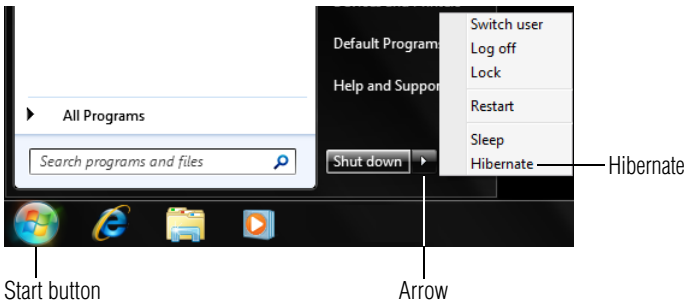 Switch user
Default Program
Log off
Lock
Help and Suppor
Restart
All Programs
Sleep
Search programs and files
Shut down
Hibernate
Hibernate
Start button
Arrow